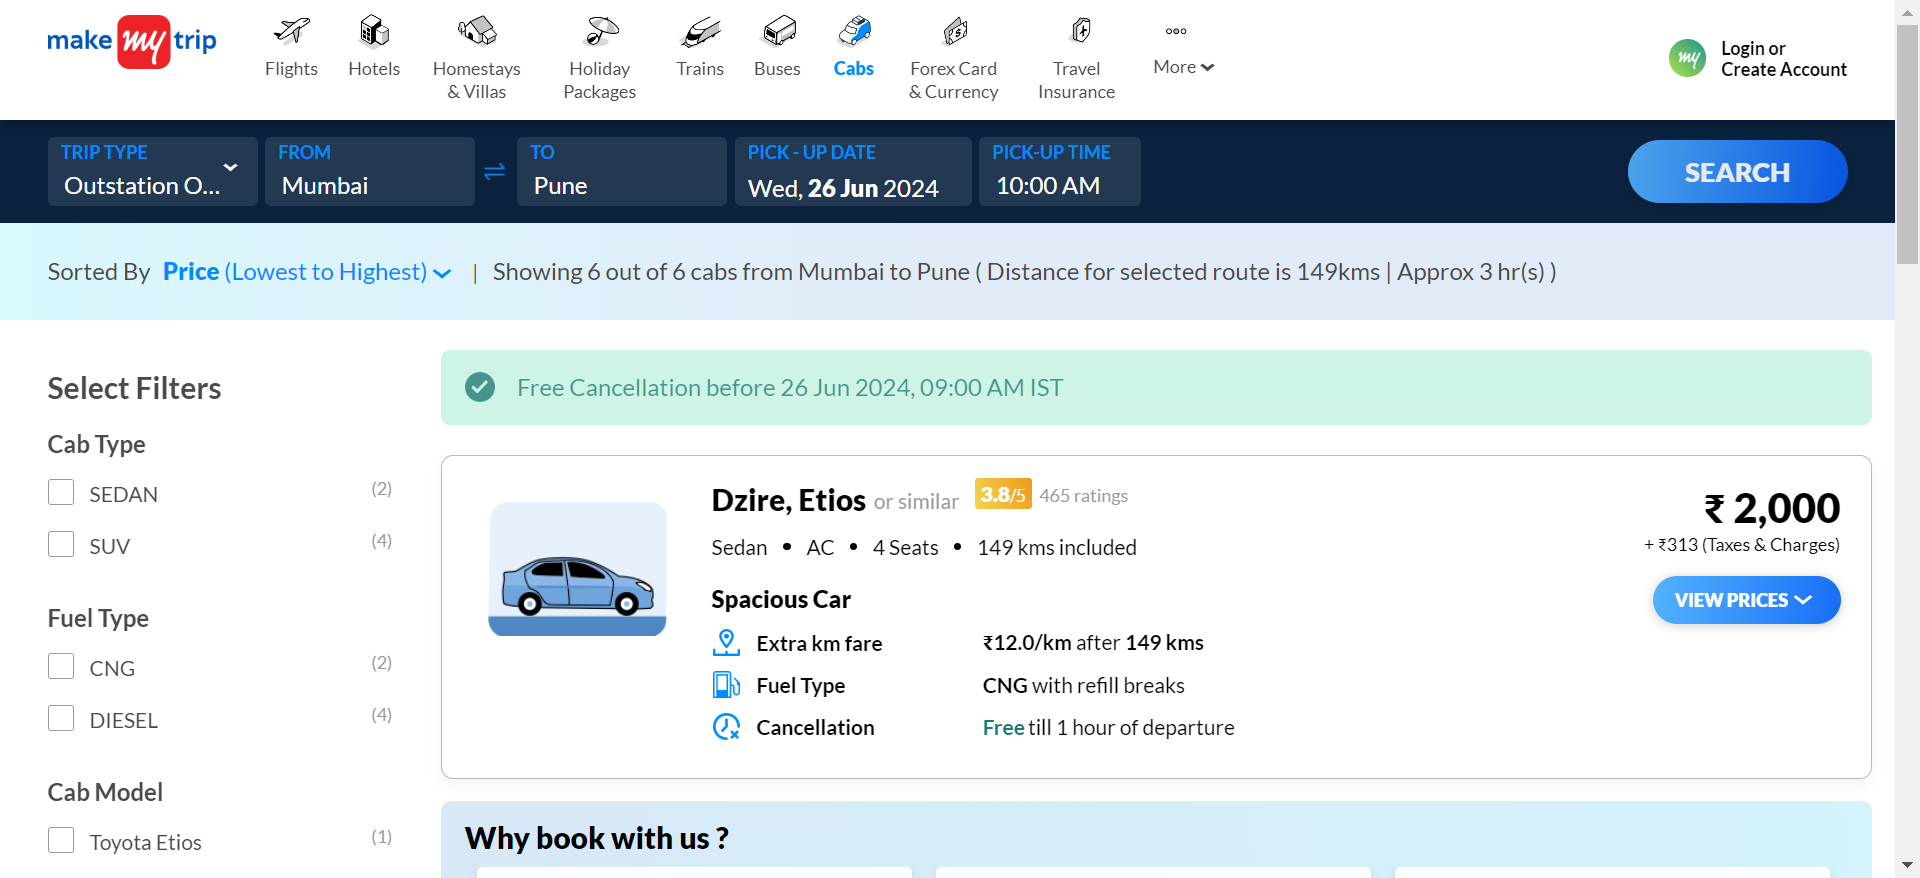 make my trip
Flights
Hotels
Homestays
& Villas
Holiday
Packages
Trains
Buses
Cabs
Forex Card
& Currency
Travel
Insurance
More
my
Login or
Create Account
TRIP TYPE
Outstation O...
FROM
Mumbai
TO
Pune
PICK - UP DATE
Wed, 26 Jun 2024
PICK-UP TIME
10:00 AM
SEARCH
Sorted By Price (Lowest to Highest) | Showing 6 out of 6 cabs from Mumbai to Pune ( Distance for selected route is 149kms | Approx 3 hr(s) )
Select Filters
Cab Type
SEDAN (2)
SUV (4)
Fuel Type
CNG (2)
DIESEL (4)
Cab Model
Toyota Etios (1)
Free Cancellation before 26 Jun 2024, 09:00 AM IST
Dzire, Etios or similar 3.8/5 465 ratings
Sedan • AC • 4 Seats • 149 kms included
Spacious Car
Extra km fare ₹12.0/km after 149 kms
Fuel Type CNG with refill breaks
Cancellation Free till 1 hour of departure
₹ 2,000
+ ₹313 (Taxes & Charges)
VIEW PRICES
Why book with us ?